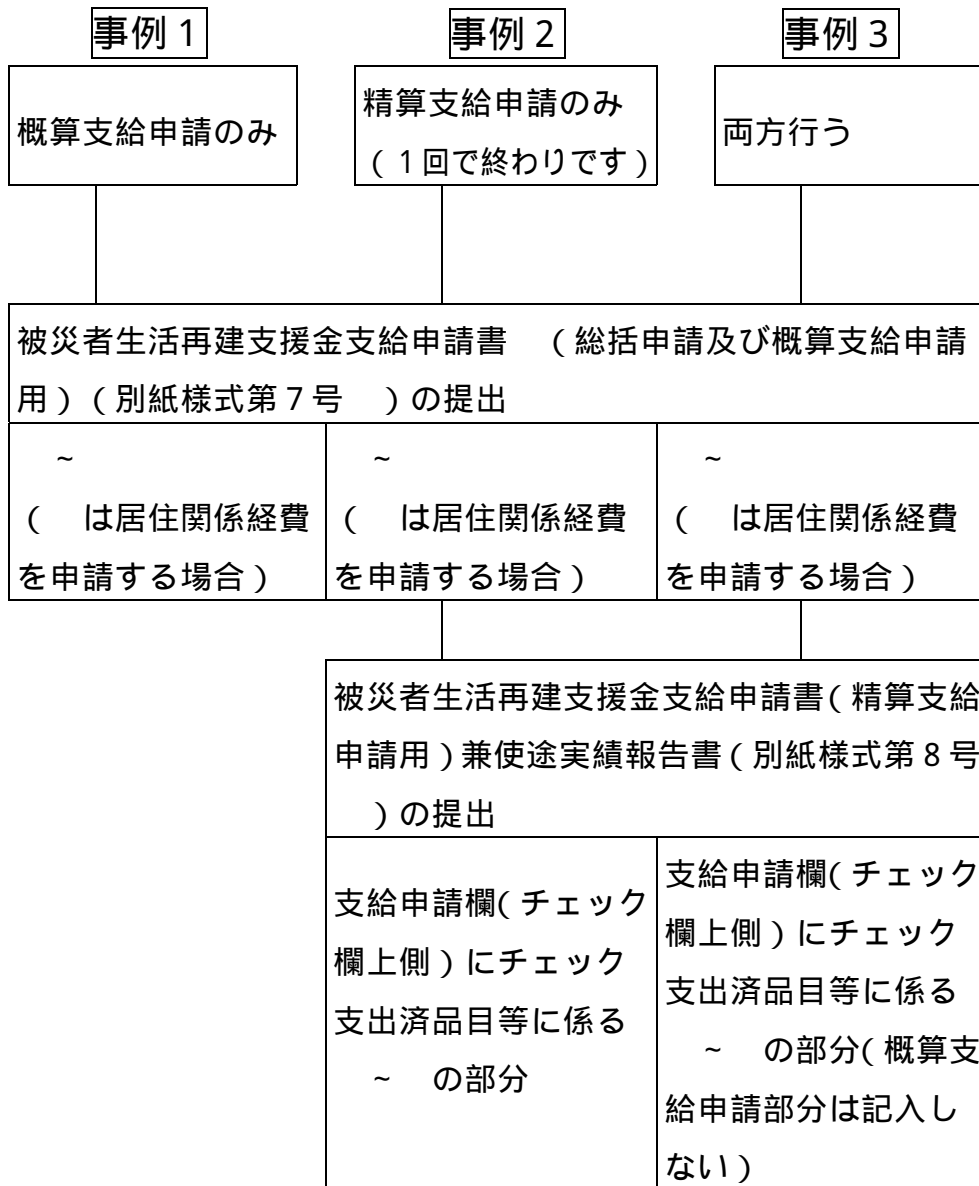 事例1
事例2
事例3
概算支給申請のみ
精算支給申請のみ
(1回で終わりです)
両方行う
被災者生活再建支援金支給申請書 (総括申請及び概算支給申請
用)(別紙様式第7号 )の提出
~
( は居住関係経費
を申請する場合)
~
( は居住関係経費
を申請する場合)
~
( は居住関係経費
を申請する場合)
被災者生活再建支援金支給申請書(精算支給
申請用)兼使途実績報告書(別紙様式第8号
)の提出
支給申請欄(チェック
欄上側)にチェック
支出済品目等に係る
~ の部分
支給申請欄(チェック
欄上側)にチェック
支出済品目等に係る
~ の部分(概算支
給申請部分は記入し
ない)